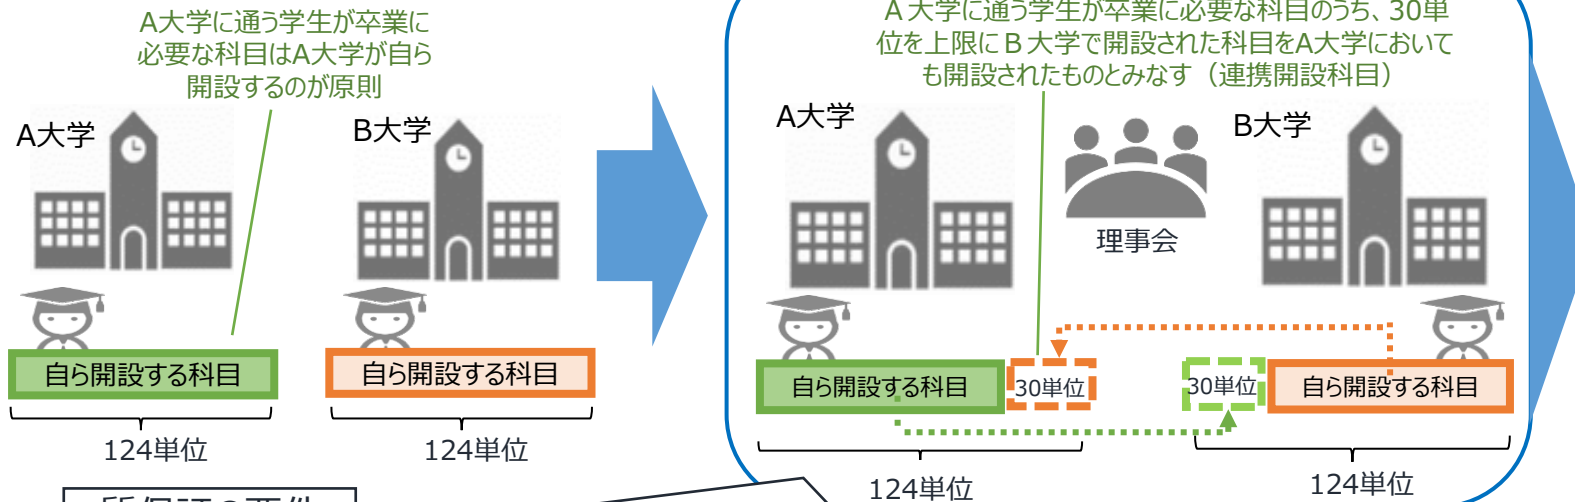 A大学に通う学生が卒業に
必要な科目はA大学が自ら
開設するのが原則
A大学
B大学
自ら開設する科目
自ら開設する科目
124単位
124単位
A大学に通う学生が卒業に必要な科目のうち、30単
位を上限にB大学で開設された科目をA大学において
も開設されたものとみなす（連携開設科目）
A大学
B大学
理事会
自ら開設する科目
30単位
30単位
自ら開設する科目
124単位
124単位
質保証の要件